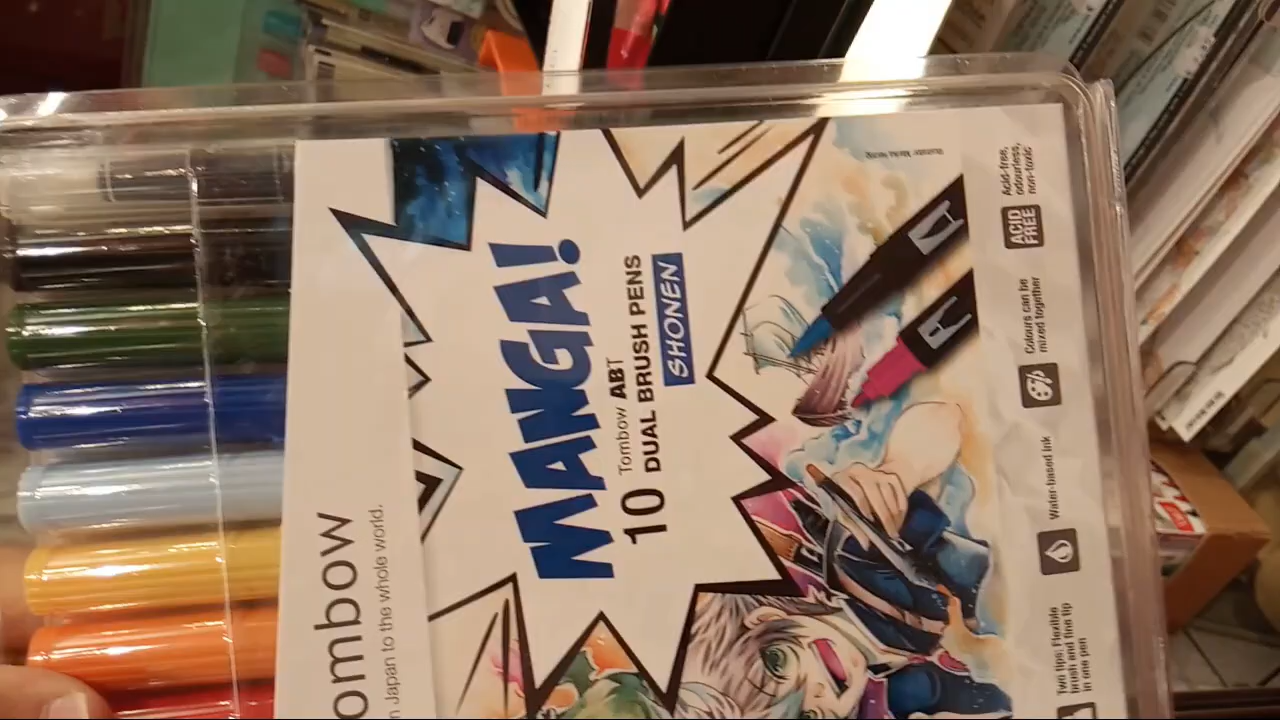 ombow
n Japan to the whole world.
MANGA!
Tombow ABT
10 DUAL BRUSH PENS
SHONEN
Two tips: Flexible
brush and fine tip
in one pen
Water-based ink
Colours can be
mixed together
ACID
FREE
Acid-free,
odourless,
non-toxic